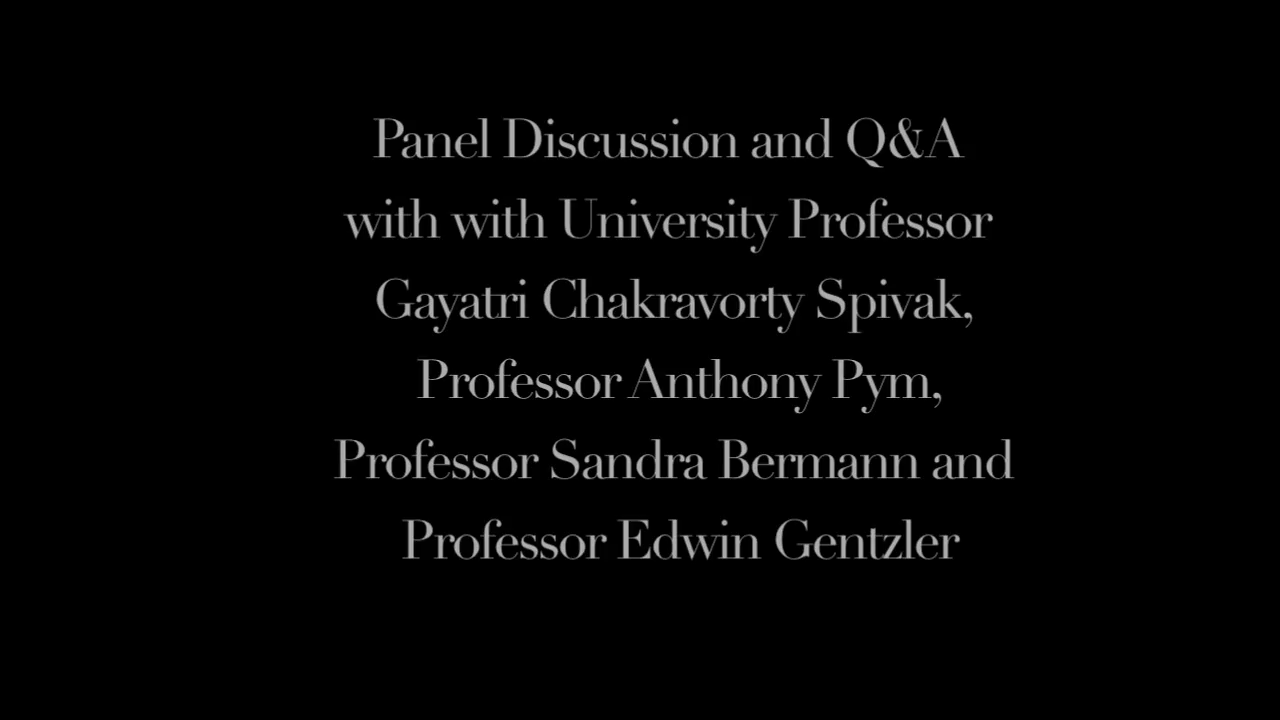 Panel Discussion and Q&A
with with University Professor
Gayatri Chakravorty Spivak,
Professor Anthony Pym,
Professor Sandra Bermann and
Professor Edwin Gentzler